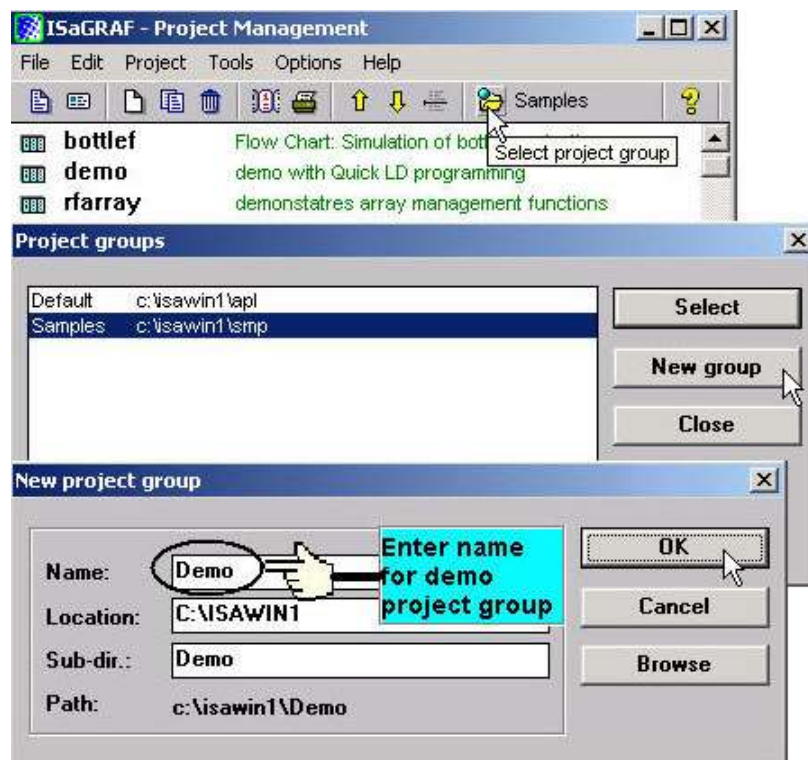 ISaGRAF - Project Management
File Edit Project Tools Options Help
Samples
Select project group
bottlef Flow Chart: Simulation of
demo demo with Quick LD programming
rfarray demonstatres array management functions
Project groups
Default c:\isawin1\apl
Samples c:\isawin1\smp
Select
New group
Close
New project group
Name: Demo
Enter name
for demo
project group
OK
Location: C:\ISAWIN1
Cancel
Sub-dir.: Demo
Browse
Path: c:\isawin1\Demo